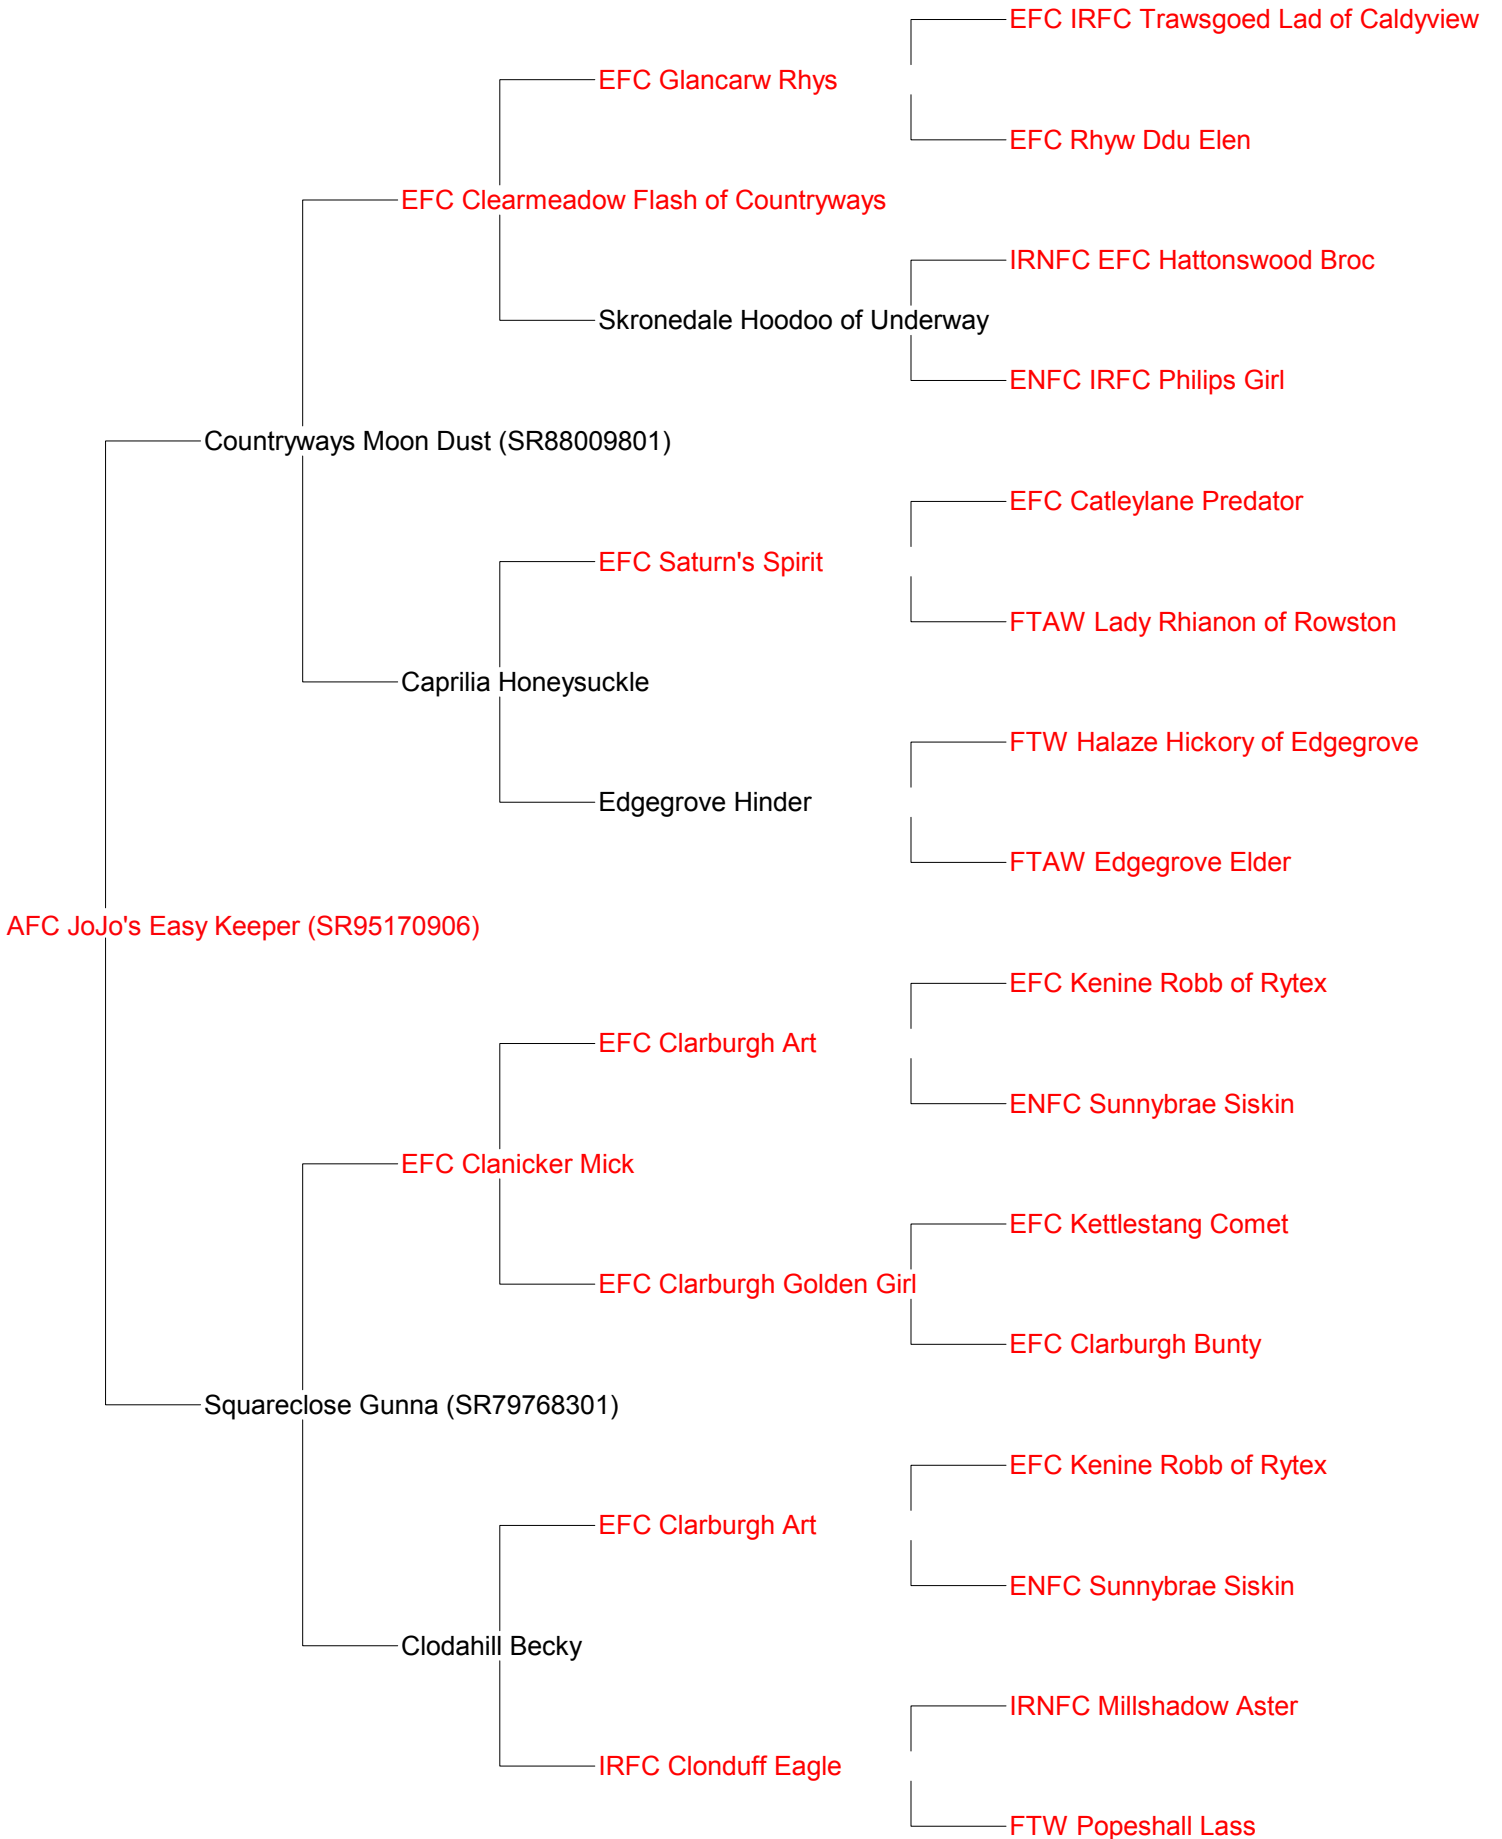 EFC IRFC Trawsgoed Lad of Caldyview
EFC Glancarw Rhys
EFC Rhyw Ddu Elen
EFC Clearmeadow Flash of Countryways
IRNFC EFC Hattonswood Broc
Skronedale Hoodoo of Underway
ENFC IRFC Philips Girl
Countryways Moon Dust (SR88009801)
EFC Catleylane Predator
EFC Saturn's Spirit
FTAW Lady Rhianon of Rowston
Caprilia Honeysuckle
FTW Halaze Hickory of Edgegrove
Edgegrove Hinder
FTAW Edgegrove Elder
AFC JoJo's Easy Keeper (SR95170906)
EFC Kenine Robb of Rytex
EFC Clarburgh Art
ENFC Sunnybrae Siskin
EFC Clanicker Mick
EFC Kettlestang Comet
EFC Clarburgh Golden Girl
EFC Clarburgh Bunty
Squareclose Gunna (SR79768301)
EFC Kenine Robb of Rytex
EFC Clarburgh Art
ENFC Sunnybrae Siskin
Clodahill Becky
IRNFC Millshadow Aster
IRFC Clonduff Eagle
FTW Popeshall Lass